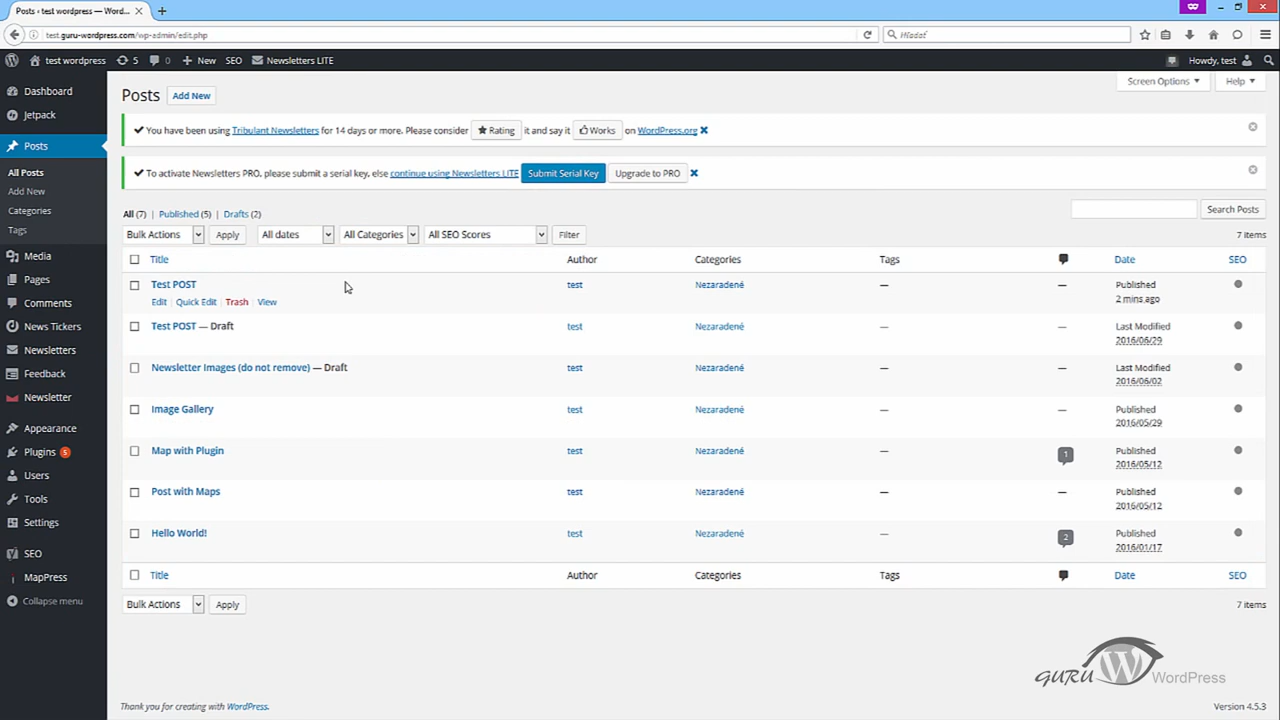 Posts ‹ test wordpress — Word...
test.guru-wordpress.com/wp-admin/edit.php
Hľadať
test wordpress 5 0 New SEO Newsletters LITE
Howdy, test
Dashboard
Jetpack
Posts
All Posts
Add New
Categories
Tags
Media
Pages
Comments
News Tickers
Newsletters
Feedback
Newsletter
Appearance
Plugins 5
Users
Tools
Settings
SEO
MapPress
Collapse menu
Screen Options Help
Posts Add New
You have been using Tribulant Newsletters for 14 days or more. Please consider Rating it and say it Works on WordPress.org
To activate Newsletters PRO, please submit a serial key, else continue using Newsletters LITE Submit Serial Key Upgrade to PRO
All (7) | Published (5) | Drafts (2)
Search Posts
Bulk Actions Apply All dates All Categories All SEO Scores Filter 7 items
Title Author Categories Tags Date SEO
Test POST test Nezaradené — — Published
Edit | Quick Edit | Trash | View 2 mins ago
Test POST — Draft test Nezaradené — — Last Modified
2016/06/29
Newsletter Images (do not remove) — Draft test Nezaradené — — Last Modified
2016/06/02
Image Gallery test Nezaradené — — Published
2016/05/29
Map with Plugin test Nezaradené — 1 Published
2016/05/12
Post with Maps test Nezaradené — — Published
2016/05/12
Hello World! test Nezaradené — 2 Published
2016/01/17
Title Author Categories Tags Date SEO
Bulk Actions Apply 7 items
GURU WordPress
Thank you for creating with WordPress.
Version 4.5.3